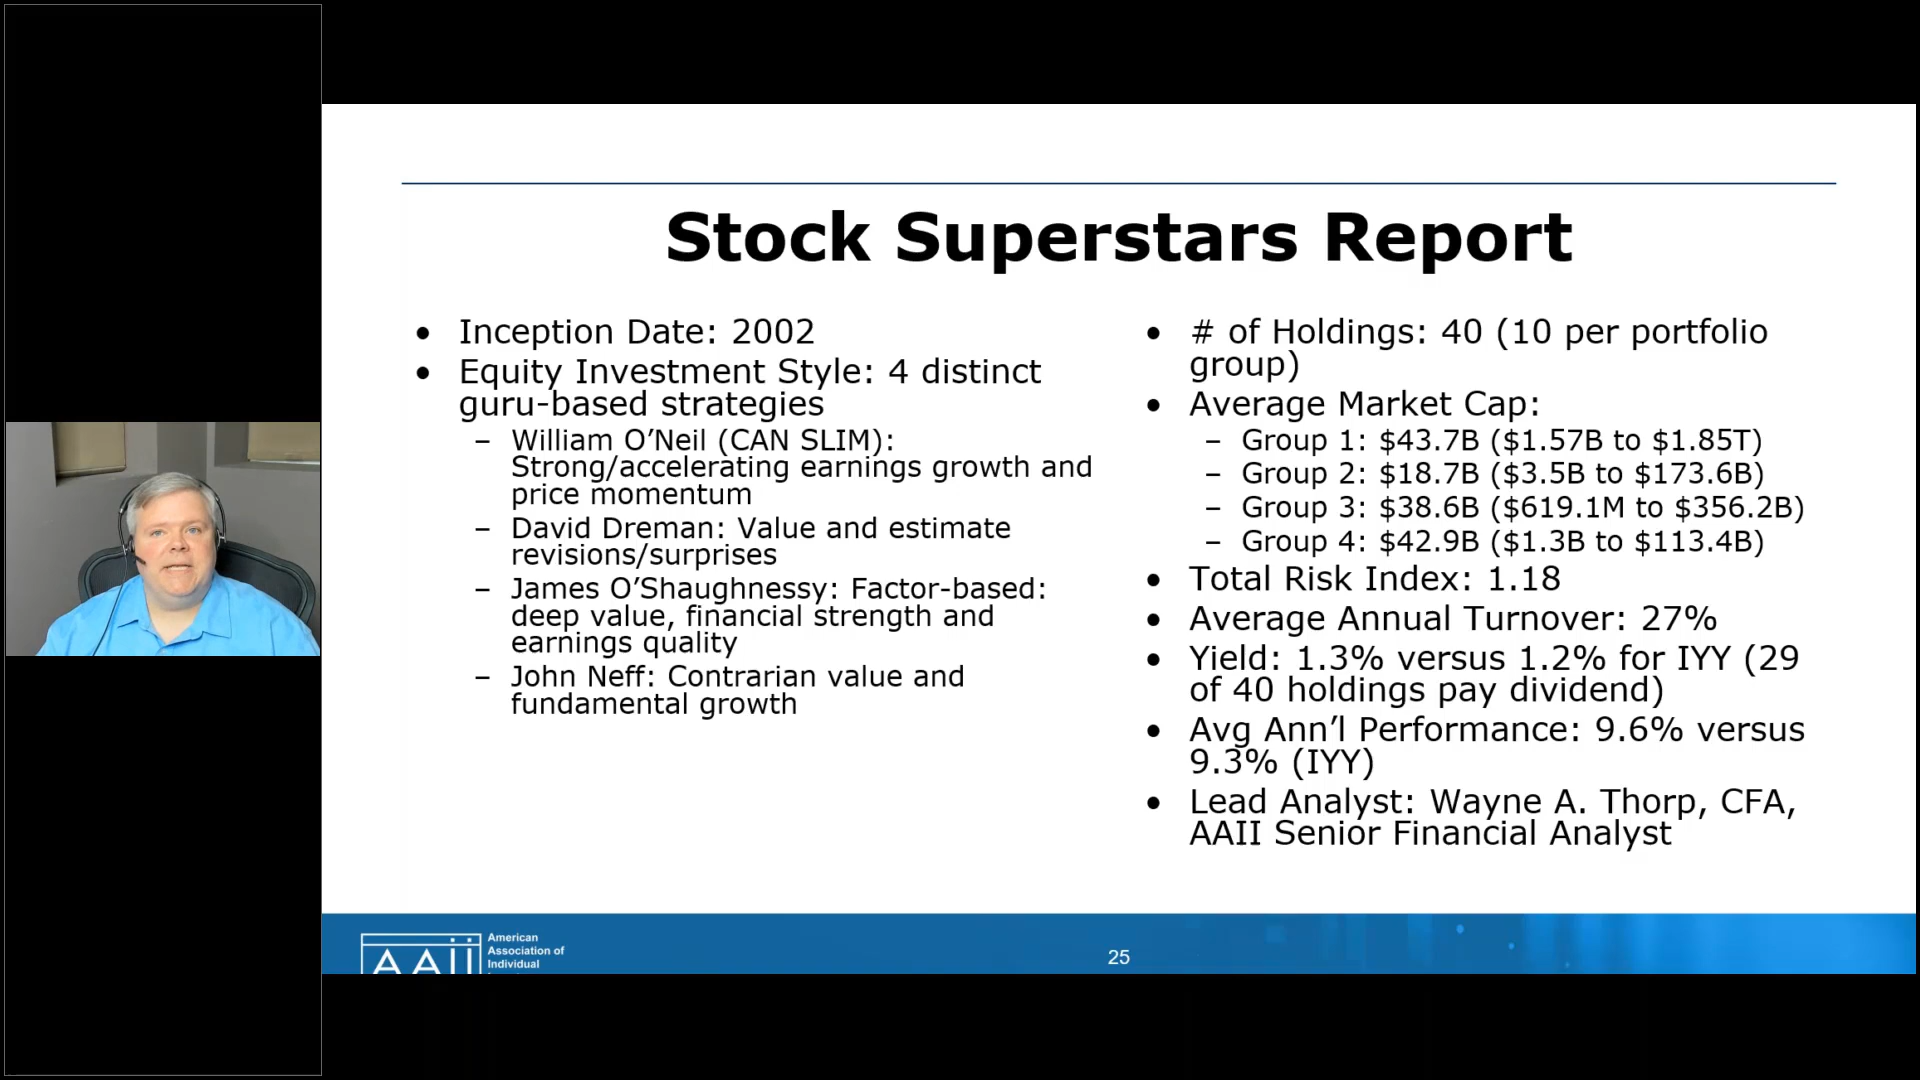 Stock Superstars Report
• Inception Date: 2002
• Equity Investment Style: 4 distinct
guru-based strategies
– William O’Neil (CAN SLIM):
Strong/accelerating earnings growth and
price momentum
– David Dreman: Value and estimate
revisions/surprises
– James O’Shaughnessy: Factor-based:
deep value, financial strength and
earnings quality
– John Neff: Contrarian value and
fundamental growth
• # of Holdings: 40 (10 per portfolio
group)
• Average Market Cap:
– Group 1: $43.7B ($1.57B to $1.85T)
– Group 2: $18.7B ($3.5B to $173.6B)
– Group 3: $38.6B ($619.1M to $356.2B)
– Group 4: $42.9B ($1.3B to $113.4B)
• Total Risk Index: 1.18
• Average Annual Turnover: 27%
• Yield: 1.3% versus 1.2% for IYY (29
of 40 holdings pay dividend)
• Avg Ann’l Performance: 9.6% versus
9.3% (IYY)
• Lead Analyst: Wayne A. Thorp, CFA,
AAII Senior Financial Analyst
AAII
American
Association of
Individual
25